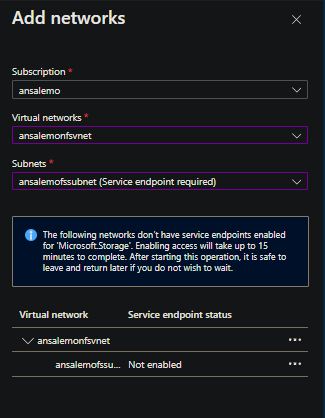 Add networks
Subscription *
ansalemo
Virtual networks *
ansalemonfsvnet
Subnets *
ansalemofssubnet (Service endpoint required)
The following networks don't have service endpoints enabled
for 'Microsoft.Storage'. Enabling access will take up to 15
minutes to complete. After starting this operation, it is safe to
leave and return later if you do not wish to wait.
Virtual network Service endpoint status
ansalemonfsvnet ...
ansalemofssu... Not enabled ...